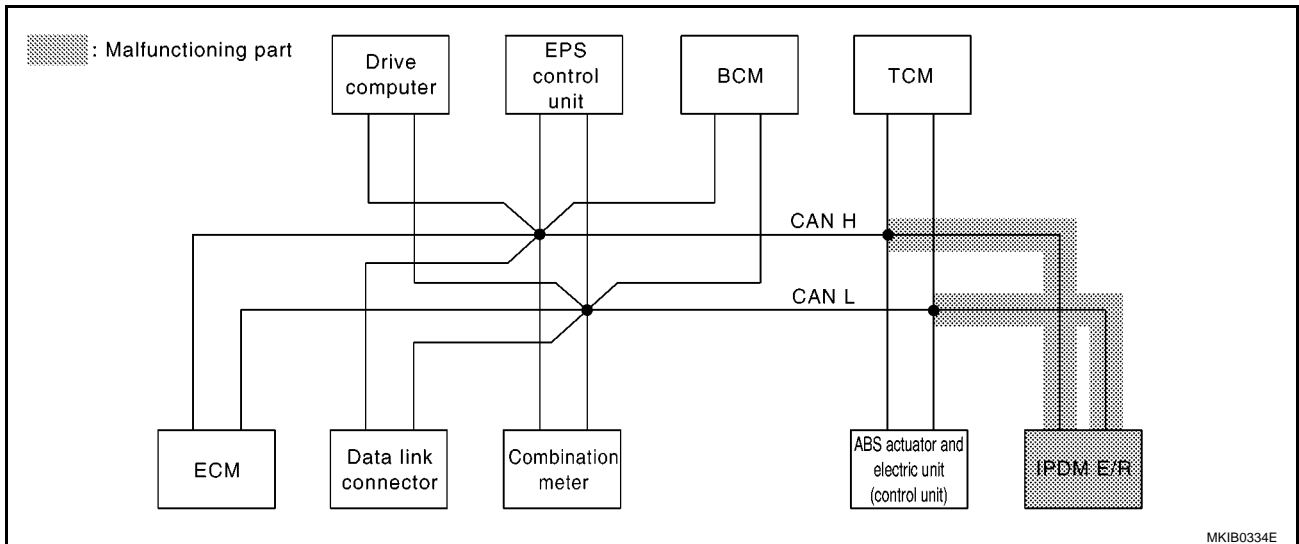 : Malfunctioning part
Drive
computer
EPS
control
unit
BCM
TCM
CAN H
CAN L
ECM
Data link
connector
Combination
meter
ABS actuator and
electric unit
(control unit)
IPDM E/R
MKIB0334E